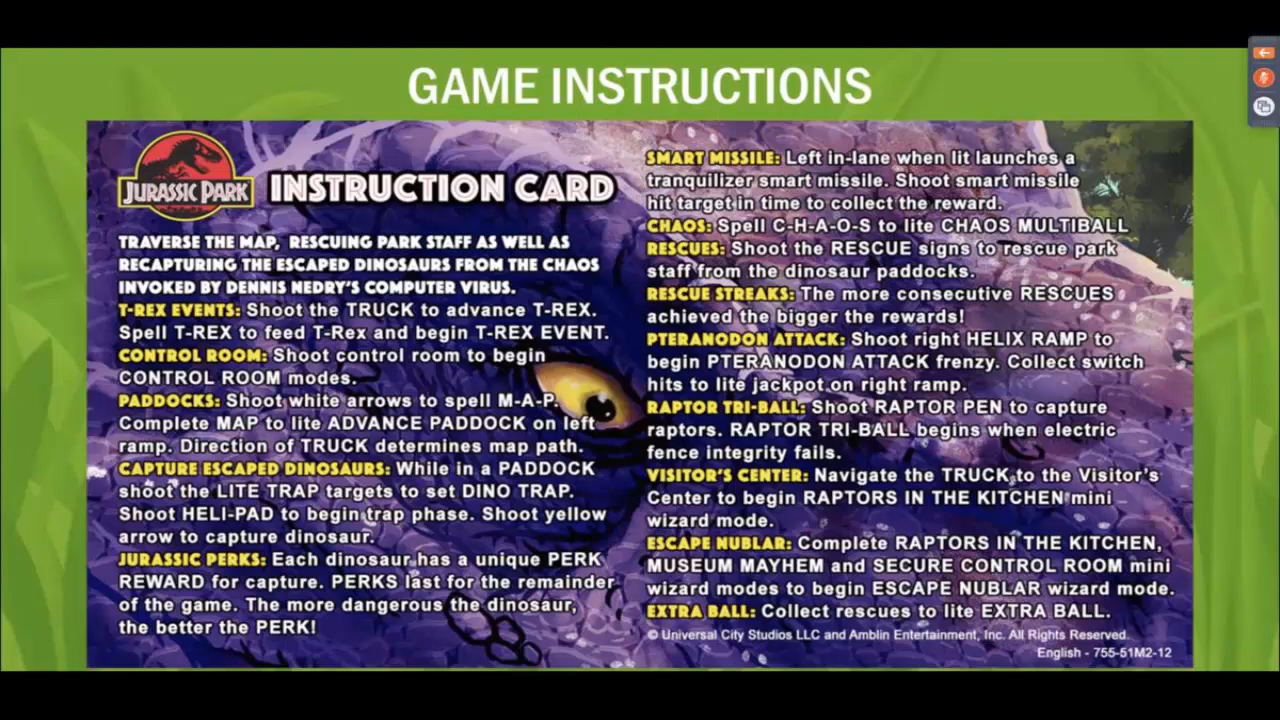 GAME INSTRUCTIONS
JURASSIC PARK
INSTRUCTION CARD
TRAVERSE THE MAP, RESCUING PARK STAFF AS WELL AS
RECAPTURING THE ESCAPED DINOSAURS FROM THE CHAOS
INVOKED BY DENNIS NEDRY'S COMPUTER VIRUS.
T-REX EVENTS: Shoot the TRUCK to advance T-REX.
Spell T-REX to feed T-Rex and begin T-REX EVENT.
CONTROL ROOM: Shoot control room to begin
CONTROL ROOM modes.
PADDOCKS: Shoot white arrows to spell M-A-P.
Complete MAP to lite ADVANCE PADDOCK on left
ramp. Direction of TRUCK determines map path.
CAPTURE ESCAPED DINOSAURS: While in a PADDOCK
shoot the LITE TRAP targets to set DINO TRAP.
Shoot HELI-PAD to begin trap phase. Shoot yellow
arrow to capture dinosaur.
JURASSIC PERKS: Each dinosaur has a unique PERK
REWARD for capture. PERKS last for the remainder
of the game. The more dangerous the dinosaur,
the better the PERK!
SMART MISSILE: Left in-lane when lit launches a
tranquilizer smart missile. Shoot smart missile
hit target in time to collect the reward.
CHAOS: Spell C-H-A-O-S to lite CHAOS MULTIBALL
RESCUES: Shoot the RESCUE signs to rescue park
staff from the dinosaur paddocks.
RESCUE STREAKS: The more consecutive RESCUES
achieved the bigger the rewards!
PTERANODON ATTACK: Shoot right HELIX RAMP to
begin PTERANODON ATTACK frenzy. Collect switch
hits to lite jackpot on right ramp.
RAPTOR TRI-BALL: Shoot RAPTOR PEN to capture
raptors. RAPTOR TRI-BALL begins when electric
fence integrity fails.
VISITOR'S CENTER: Navigate the TRUCK to the Visitor's
Center to begin RAPTORS IN THE KITCHEN mini
wizard mode.
ESCAPE NUBLAR: Complete RAPTORS IN THE KITCHEN,
MUSEUM MAYHEM and SECURE CONTROL ROOM mini
wizard modes to begin ESCAPE NUBLAR wizard mode.
EXTRA BALL: Collect rescues to lite EXTRA BALL.
© Universal City Studios LLC and Amblin Entertainment, Inc. All Rights Reserved.
English - 755-51M2-12